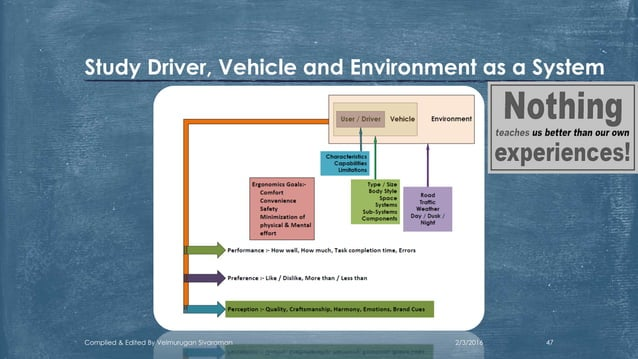 Study Driver, Vehicle and Environment as a System
Nothing
teaches us better than our own
experiences!
User / Driver
Vehicle
Environment
Characteristics
Capabilities
Limitations
Ergonomics Goals:-
Comfort
Convenience
Safety
Minimization of
physical & Mental
effort
Type / Size
Body Style
Space
Systems
Sub-Systems
Components
Road
Traffic
Weather
Day / Dusk /
Night
Performance :- How well, How much, Task completion time, Errors
Preference :- Like / Dislike, More than / Less than
Perception :- Quality, Craftsmanship, Harmony, Emotions, Brand Cues
Complied & Edited By Velmurugan Sivaraman
2/3/2016
47